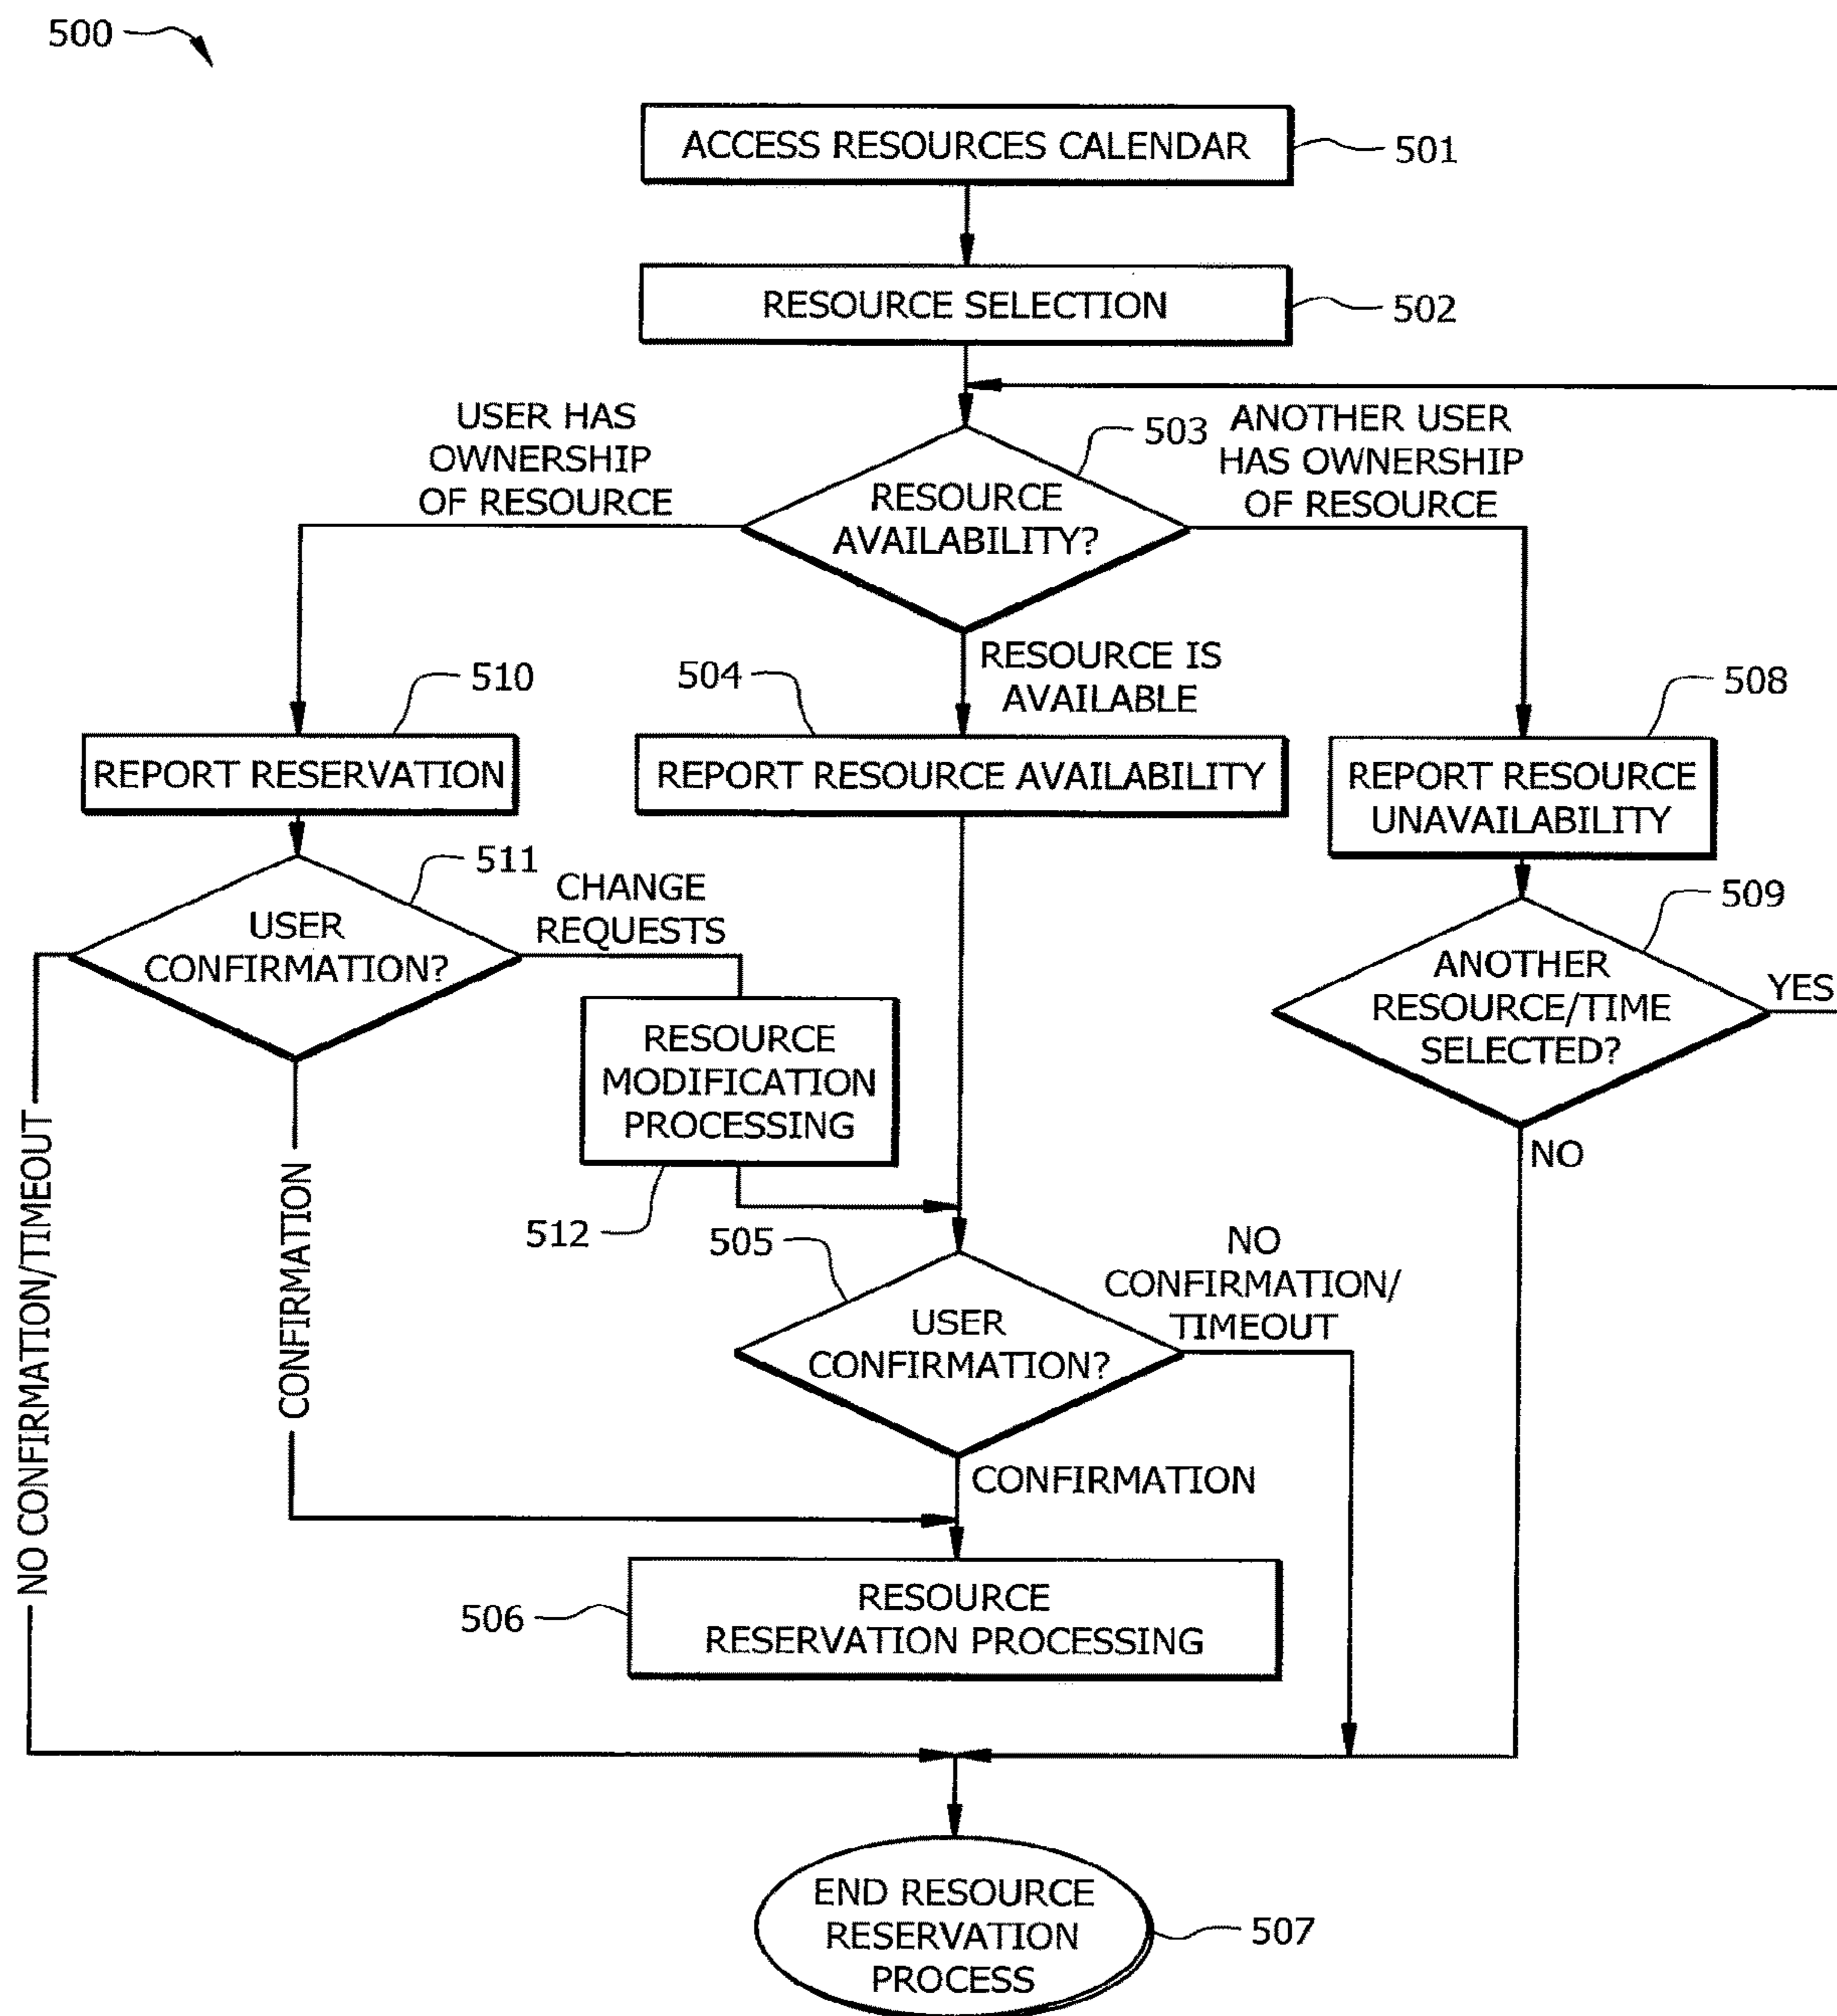 500
ACCESS RESOURCES CALENDAR
501
RESOURCE SELECTION
502
USER HAS
OWNERSHIP
OF RESOURCE
503
ANOTHER USER
HAS OWNERSHIP
OF RESOURCE
RESOURCE
AVAILABILITY?
RESOURCE IS
AVAILABLE
510
504
508
REPORT RESERVATION
REPORT RESOURCE AVAILABILITY
REPORT RESOURCE
UNAVAILABILITY
511
CHANGE
REQUESTS
USER
CONFIRMATION?
509
ANOTHER
RESOURCE/TIME
SELECTED?
YES
NO
RESOURCE
MODIFICATION
PROCESSING
512
NO CONFIRMATION/TIMEOUT
CONFIRMATION
505
NO
CONFIRMATION/
TIMEOUT
USER
CONFIRMATION?
CONFIRMATION
506
RESOURCE
RESERVATION PROCESSING
END RESOURCE
RESERVATION
PROCESS
507